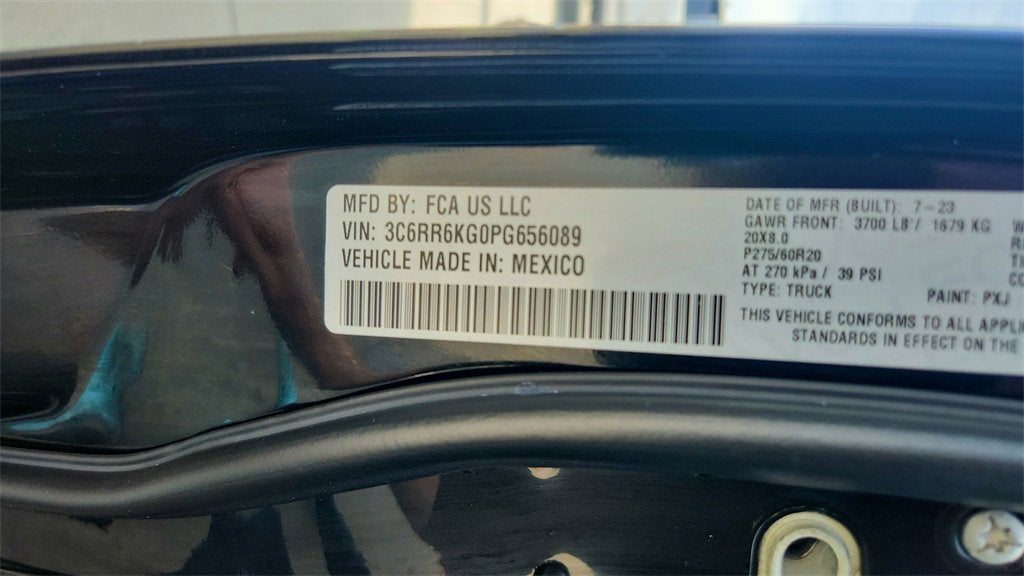 MFD BY: FCA US LLC
VIN: 3C6RR6KG0PG656089
VEHICLE MADE IN: MEXICO
DATE OF MFR (BUILT): 7-23
GAWR FRONT: 3700 LB / 1679 KG
20X8.0
P275/60R20
AT 270 kPa / 39 PSI
TYPE: TRUCK PAINT: PXJ
THIS VEHICLE CONFORMS TO ALL APPLI
STANDARDS IN EFFECT ON THE